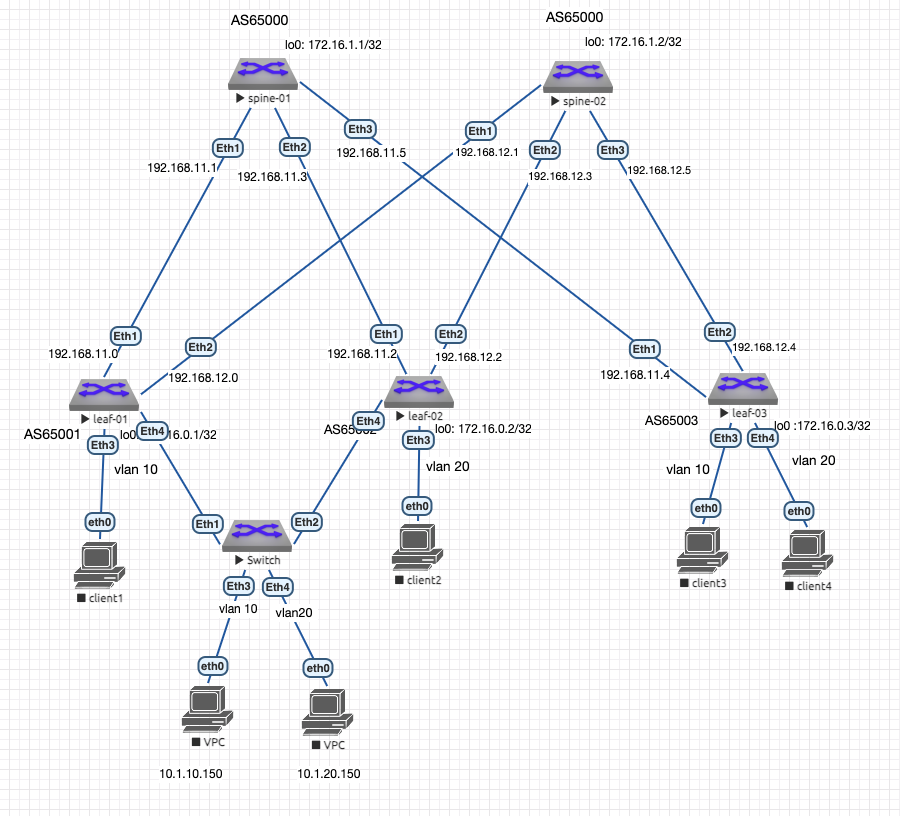 AS65000
AS65000
lo0: 172.16.1.1/32
lo0: 172.16.1.2/32
spine-01
spine-02
Eth1
Eth2
Eth3
Eth1
Eth2
Eth3
192.168.11.1
192.168.11.3
192.168.11.5
192.168.12.1
192.168.12.3
192.168.12.5
Eth1
Eth2
Eth1
Eth2
Eth1
Eth2
192.168.11.0
192.168.12.0
192.168.11.2
192.168.12.2
192.168.11.4
192.168.12.4
leaf-01
leaf-02
leaf-03
AS65001
Eth3
Eth4
16.0.1/32
Eth4
lo0: 172.16.0.2/32
Eth3
AS65003
lo0 :172.16.0.3/32
Eth3
Eth4
vlan 10
vlan 20
vlan 10
vlan 20
eth0
Eth1
Eth2
eth0
eth0
eth0
Switch
client1
client2
client3
client4
Eth3
Eth4
vlan 10
vlan20
eth0
eth0
VPC
VPC
10.1.10.150
10.1.20.150